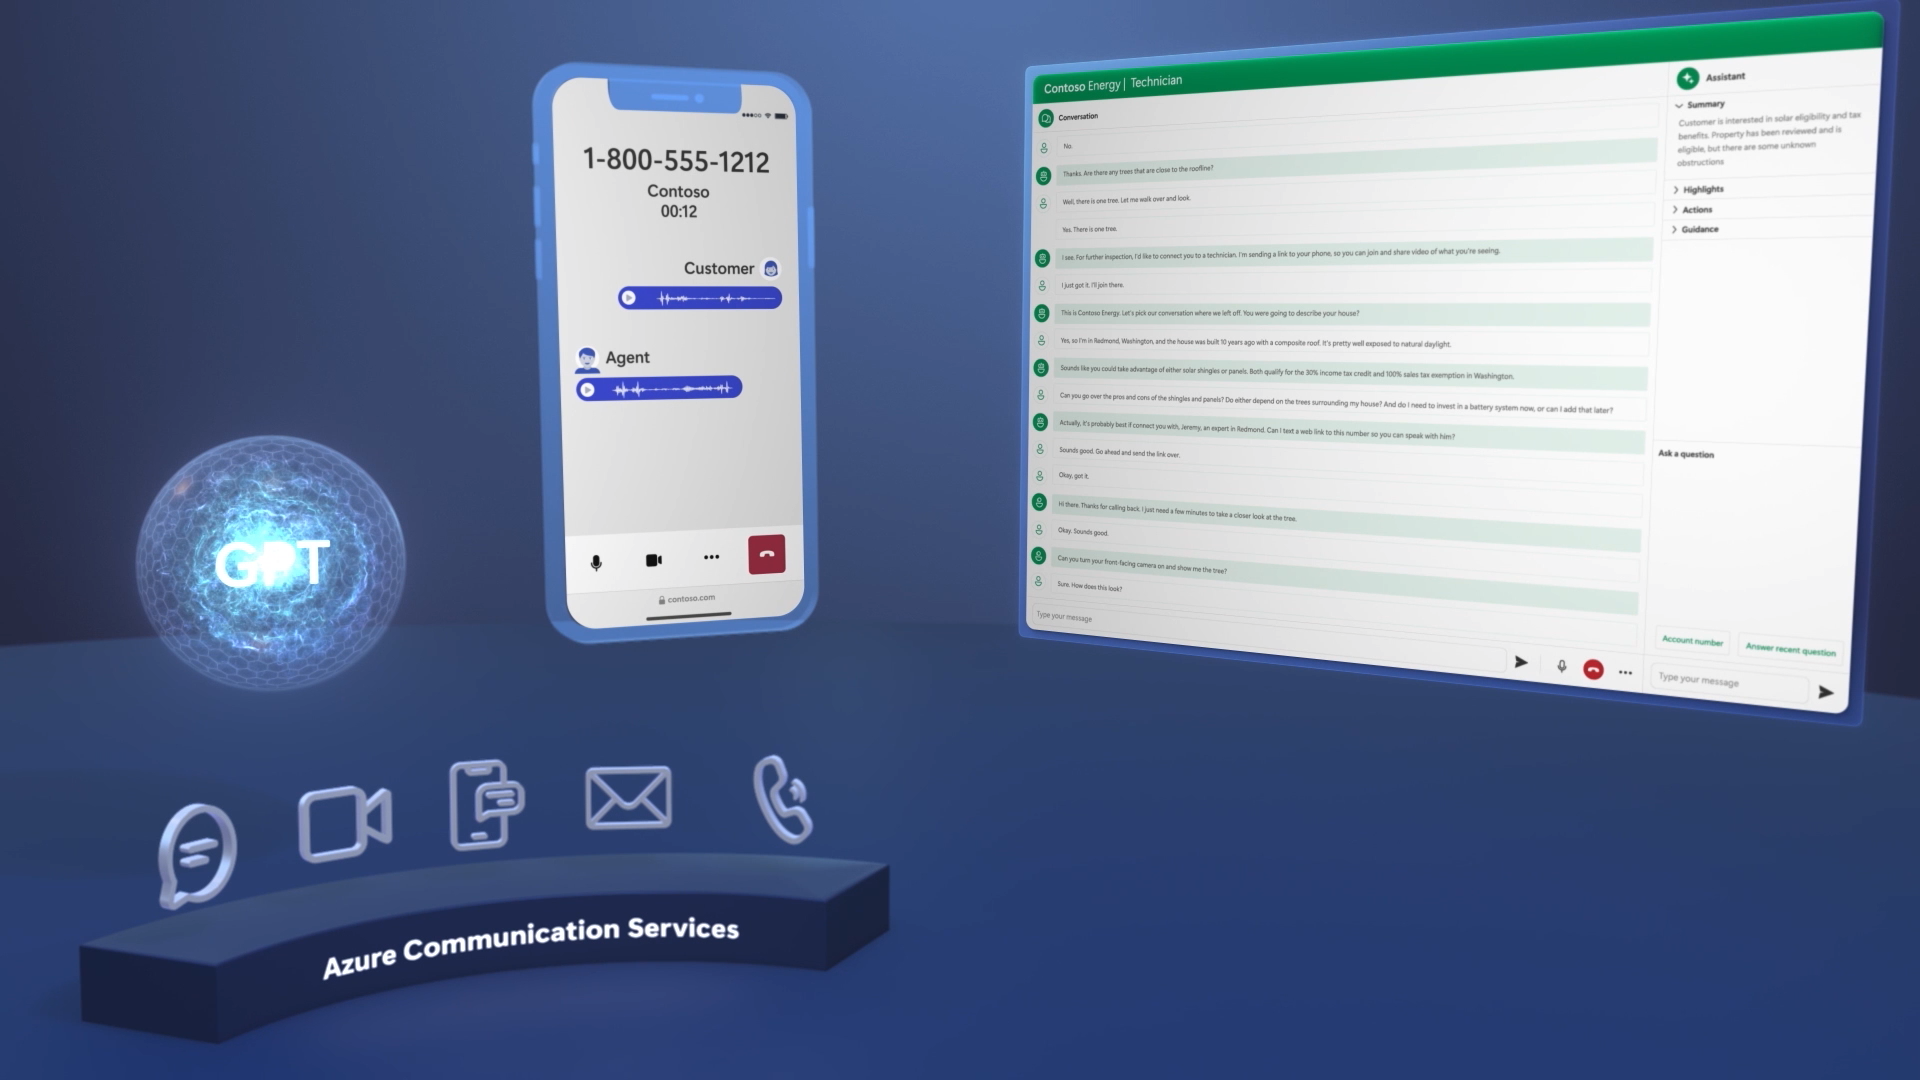 1-800-555-1212
Contoso
00:12
Customer
Agent
contoso.com
GPT
Azure Communication Services
Contoso Energy | Technician
Conversation
No.
Thanks. Are there any trees that are close to the roofline?
Well, there is one tree. Let me walk over and look.
Yes. There is one tree.
I see. For further inspection, I'd like to connect you to a technician. I'm sending a link to your phone, so you can join and share video of what you're seeing.
I just got it. I'll join there.
This is Contoso Energy. Let's pick our conversation where we left off. You were going to describe your house?
Yes, so I'm in Redmond, Washington, and the house was built 10 years ago with a composite roof. It's pretty well exposed to natural daylight.
Sounds like you could take advantage of either solar shingles or panels. Both qualify for the 30% income tax credit and 100% sales tax exemption in Washington.
Can you go over the pros and cons of the shingles and panels? Do either depend on the trees surrounding my house? And do I need to invest in a battery system now, or can I add that later?
Actually, it's probably best if connect you with, Jeremy, an expert in Redmond. Can I text a web link to this number so you can speak with him?
Sounds good. Go ahead and send the link over.
Okay, got it.
Hi there. Thanks for calling back. I just need a few minutes to take a closer look at the tree.
Okay. Sounds good.
Can you turn your front-facing camera on and show me the tree?
Sure. How does this look?
Type your message
Assistant
Summary
Customer is interested in solar eligibility and tax
benefits. Property has been reviewed and is
eligible, but there are some unknown
obstructions
Highlights
Actions
Guidance
Ask a question
Account number
Answer recent question
Type your message